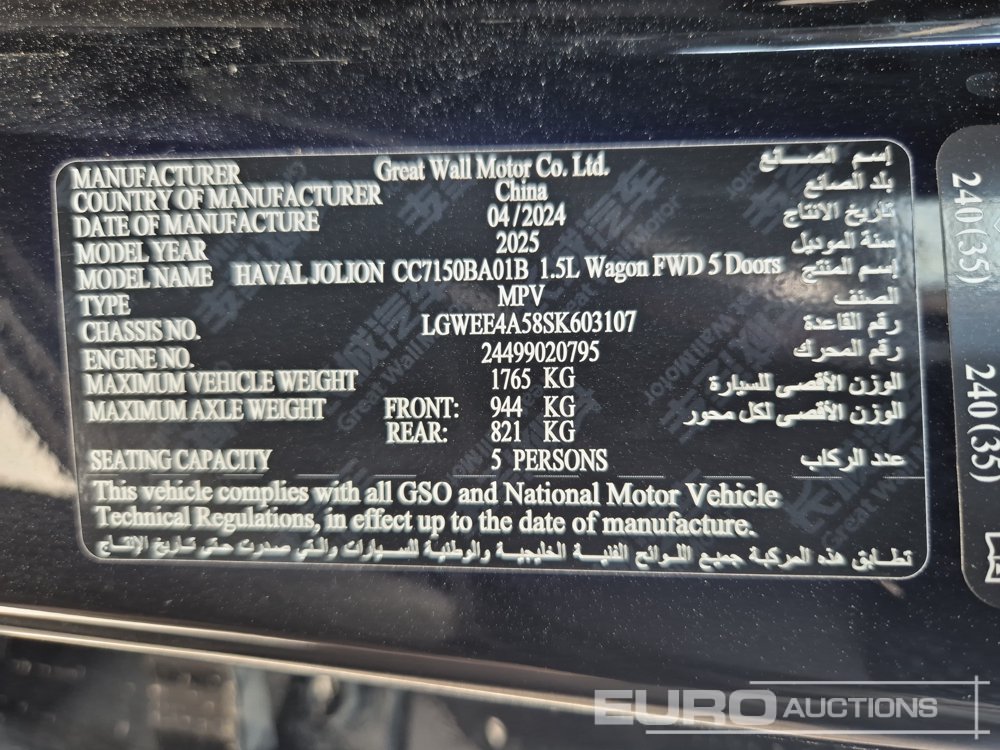 MANUFACTURER Great Wall Motor Co. Ltd. إسم الصانع
COUNTRY OF MANUFACTURER China بلد الصانع
DATE OF MANUFACTURE 04/2024 تاريخ الانتاج
MODEL YEAR 2025 سنة الموديل
MODEL NAME HAVAL JOLION CC7150BA01B 1.5L Wagon FWD 5 Doors إسم المنتج
TYPE MPV الصنف
CHASSIS NO. LGWEE4A58SK603107 رقم القاعدة
ENGINE NO. 24499020795 رقم المحرك
MAXIMUM VEHICLE WEIGHT 1765 KG الوزن الأقصى للسيارة
MAXIMUM AXLE WEIGHT FRONT: 944 KG الوزن الأقصى لكل محور
REAR: 821 KG
SEATING CAPACITY 5 PERSONS عدد الركاب
This vehicle complies with all GSO and National Motor Vehicle
Technical Regulations, in effect up to the date of manufacture.
تطابق هذه المركبة جميع اللوائح الفنية الخليجية والوطنية للسيارات والتي صدرت حتى تاريخ الإنتاج
240(35)
240(35)
EURO AUCTIONS